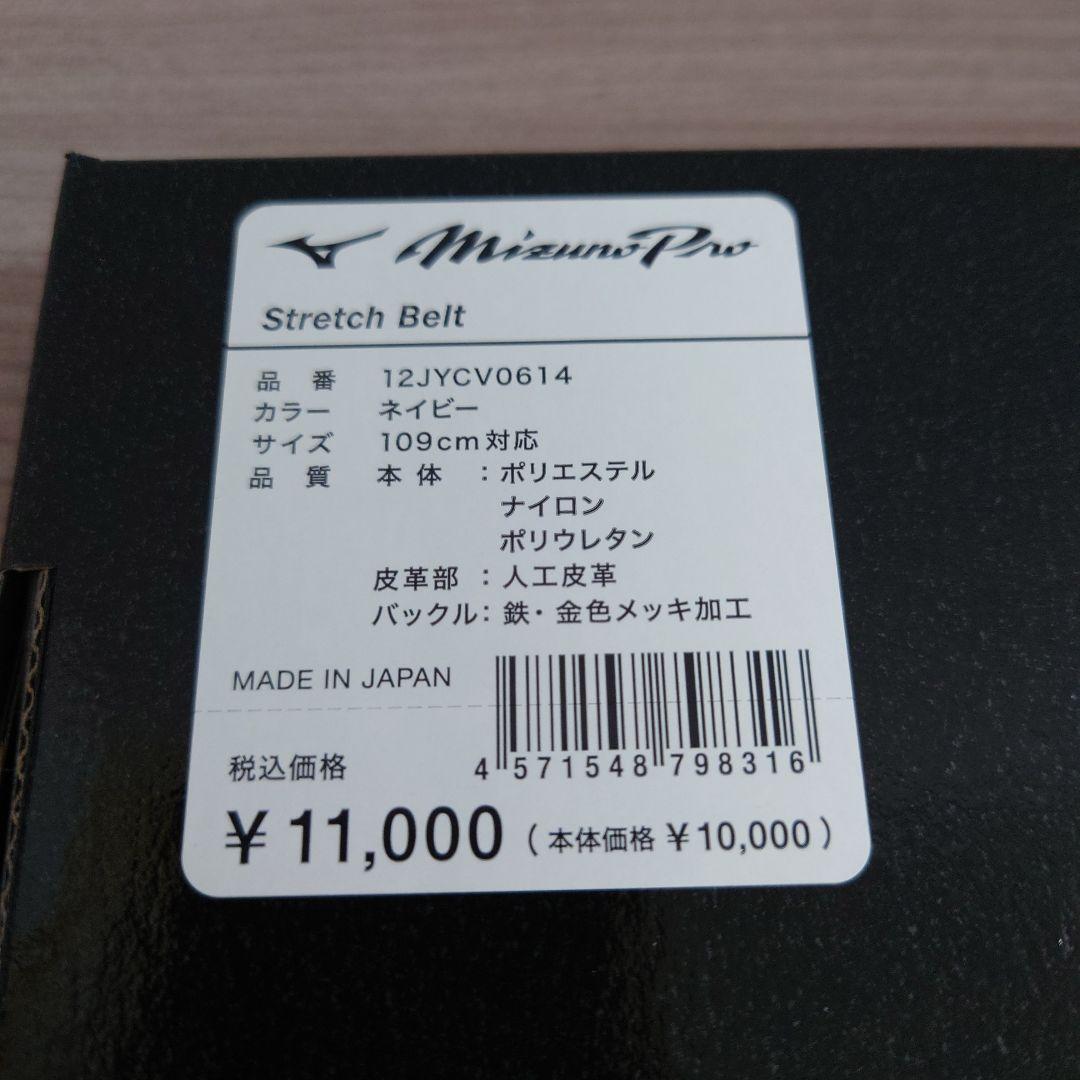 Mizuno Pro
Stretch Belt
品 番 12JYCV0614
カラー ネイビー
サイズ 109cm対応
品 質 本 体 : ポリエステル
ナイロン
ポリウレタン
皮革部 : 人工皮革
バックル : 鉄・金色メッキ加工
MADE IN JAPAN
4 571548 798316
税込価格
¥11,000 (本体価格 ¥10,000)